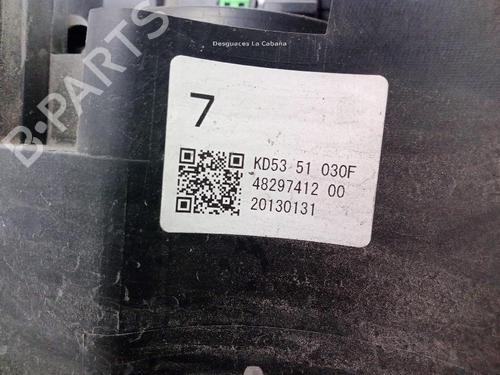 Desguaces La Cabaña
B-PARTS
7
KD53 51 030F
48297412 00
20130131